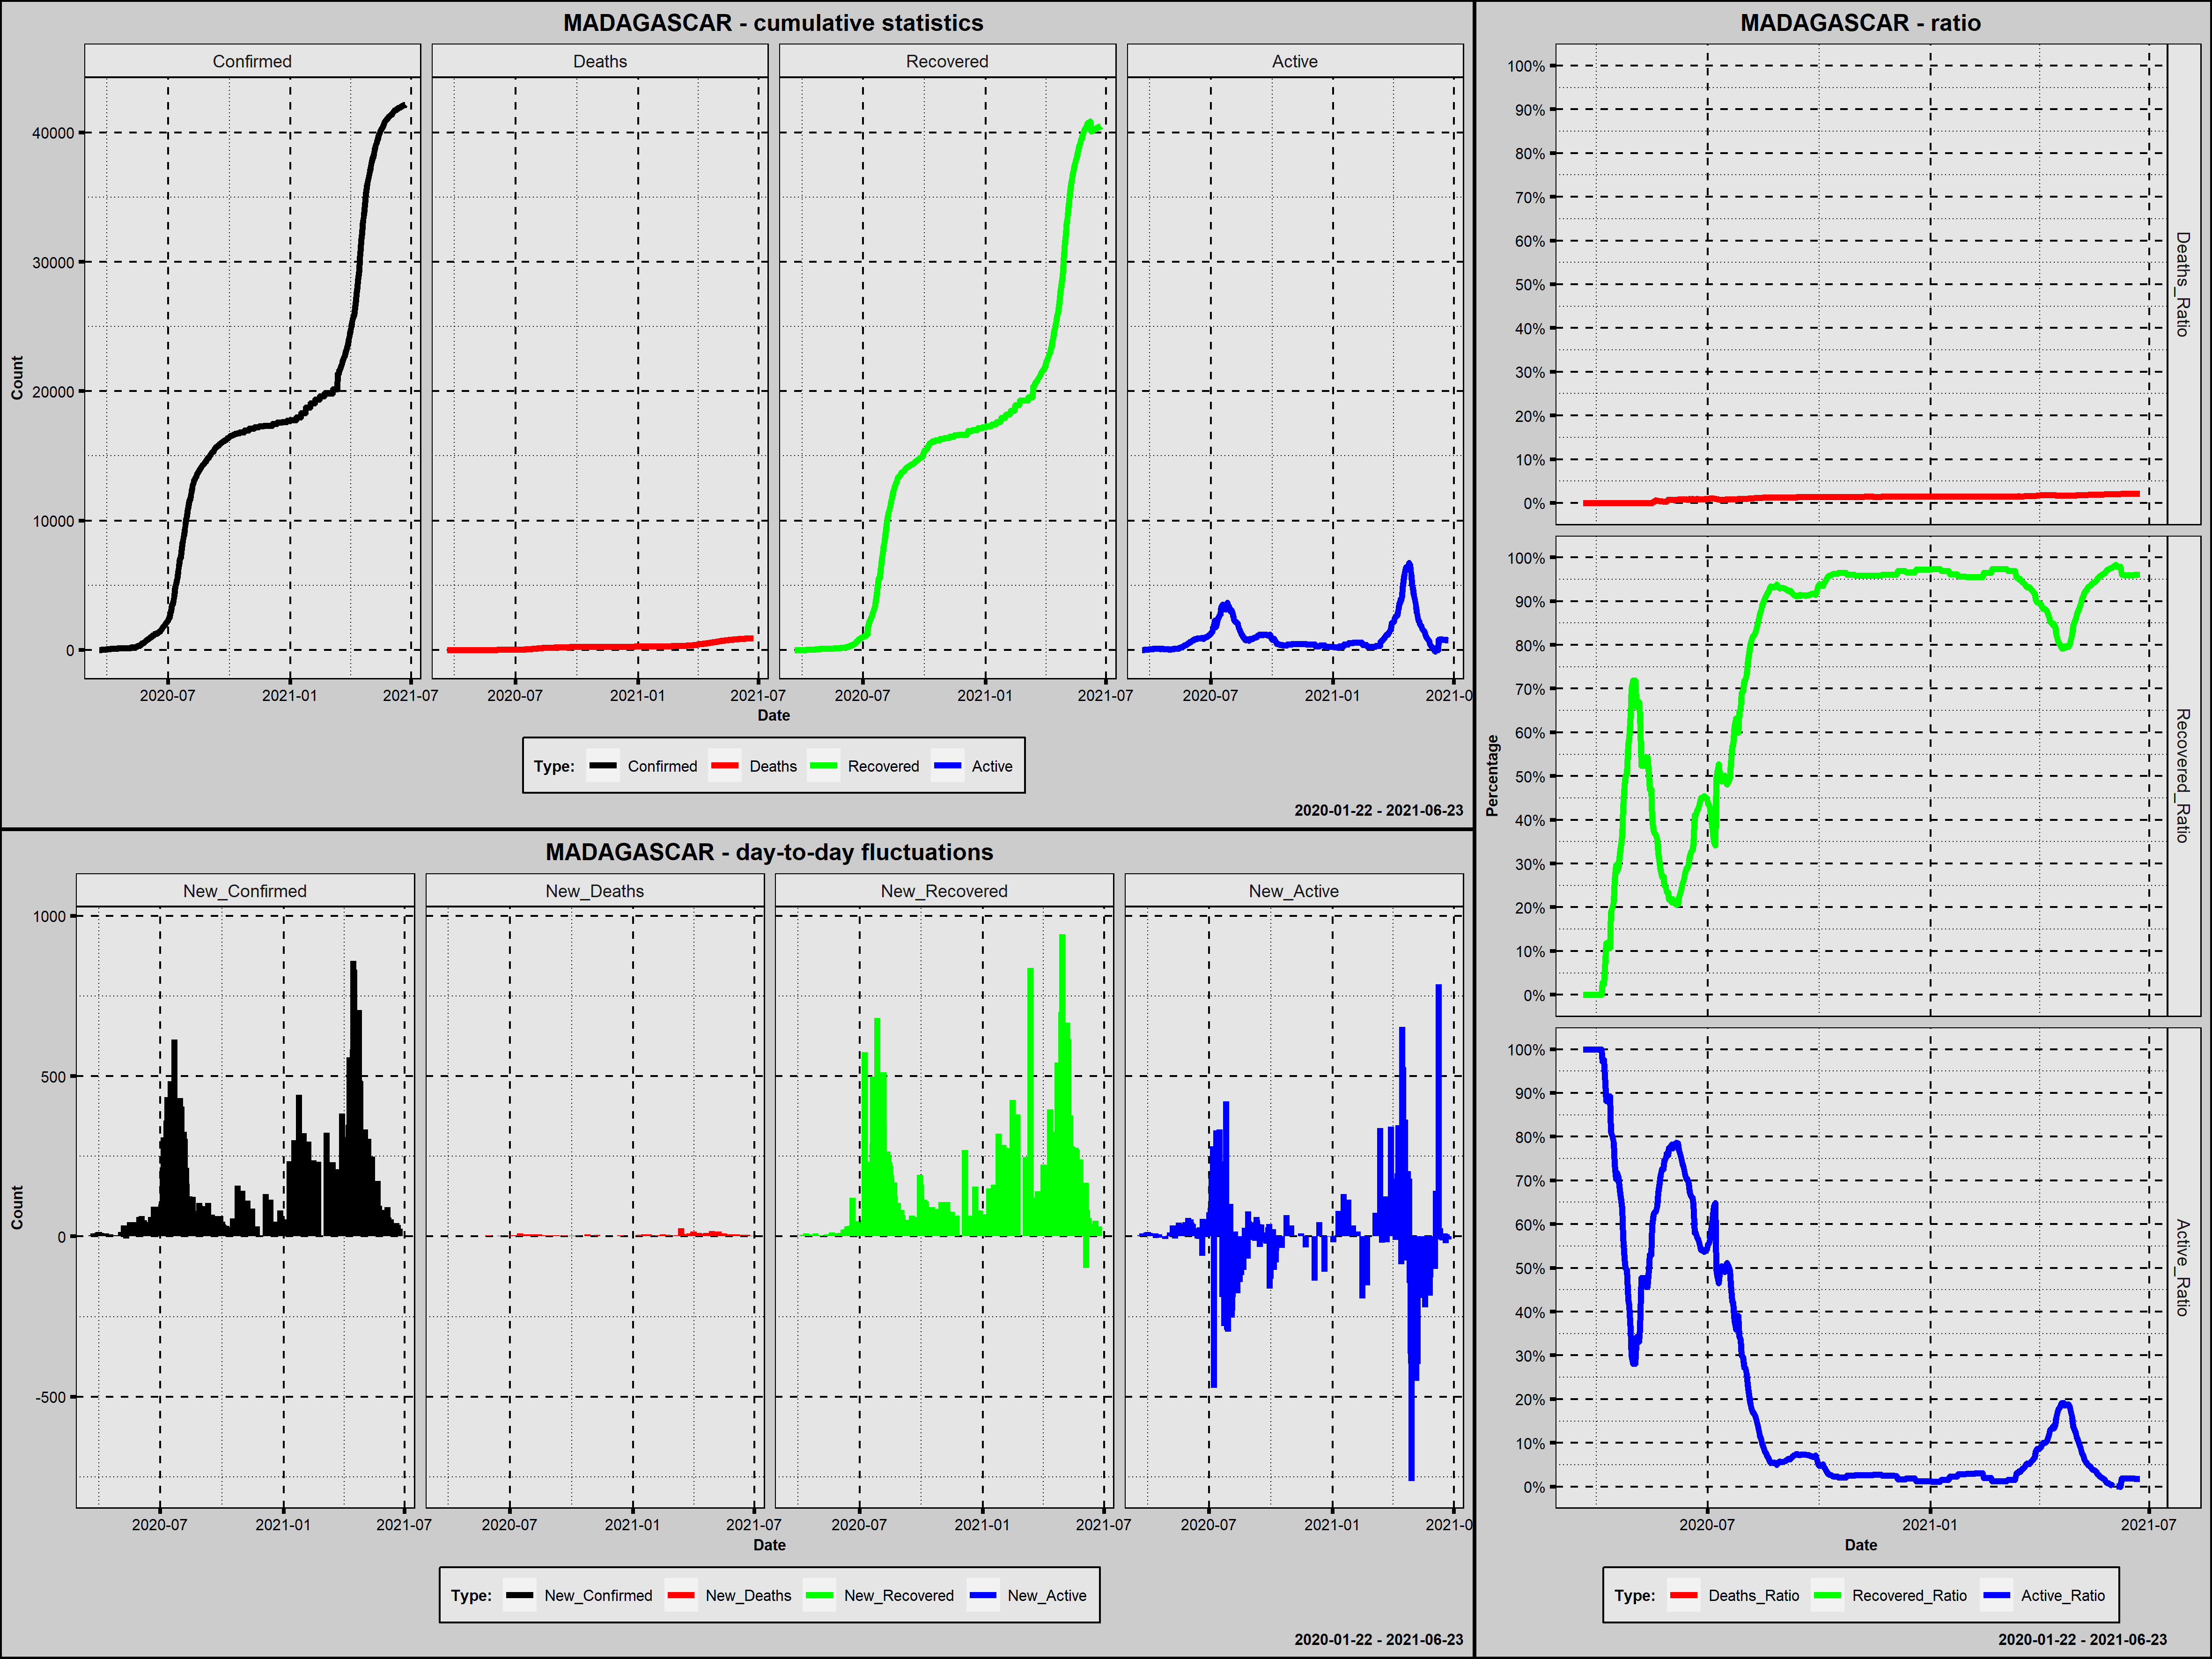 MADAGASCAR - cumulative statistics
Confirmed
Deaths
Recovered
Active
Count
40000
30000
20000
10000
0
2020-07
2021-01
2021-07
2020-07
2021-01
2021-07
2020-07
2021-01
2021-07
2020-07
2021-01
2021-0
Date
Type: Confirmed Deaths Recovered Active
2020-01-22 - 2021-06-23
MADAGASCAR - day-to-day fluctuations
New_Confirmed
New_Deaths
New_Recovered
New_Active
Count
1000
500
0
-500
2020-07
2021-01
2021-07
2020-07
2021-01
2021-07
2020-07
2021-01
2021-07
2020-07
2021-01
2021-0
Date
Type: New_Confirmed New_Deaths New_Recovered New_Active
2020-01-22 - 2021-06-23
MADAGASCAR - ratio
Percentage
100%
90%
80%
70%
60%
50%
40%
30%
20%
10%
0%
Deaths_Ratio
100%
90%
80%
70%
60%
50%
40%
30%
20%
10%
0%
Recovered_Ratio
100%
90%
80%
70%
60%
50%
40%
30%
20%
10%
0%
Active_Ratio
2020-07
2021-01
2021-07
Date
Type: Deaths_Ratio Recovered_Ratio Active_Ratio
2020-01-22 - 2021-06-23